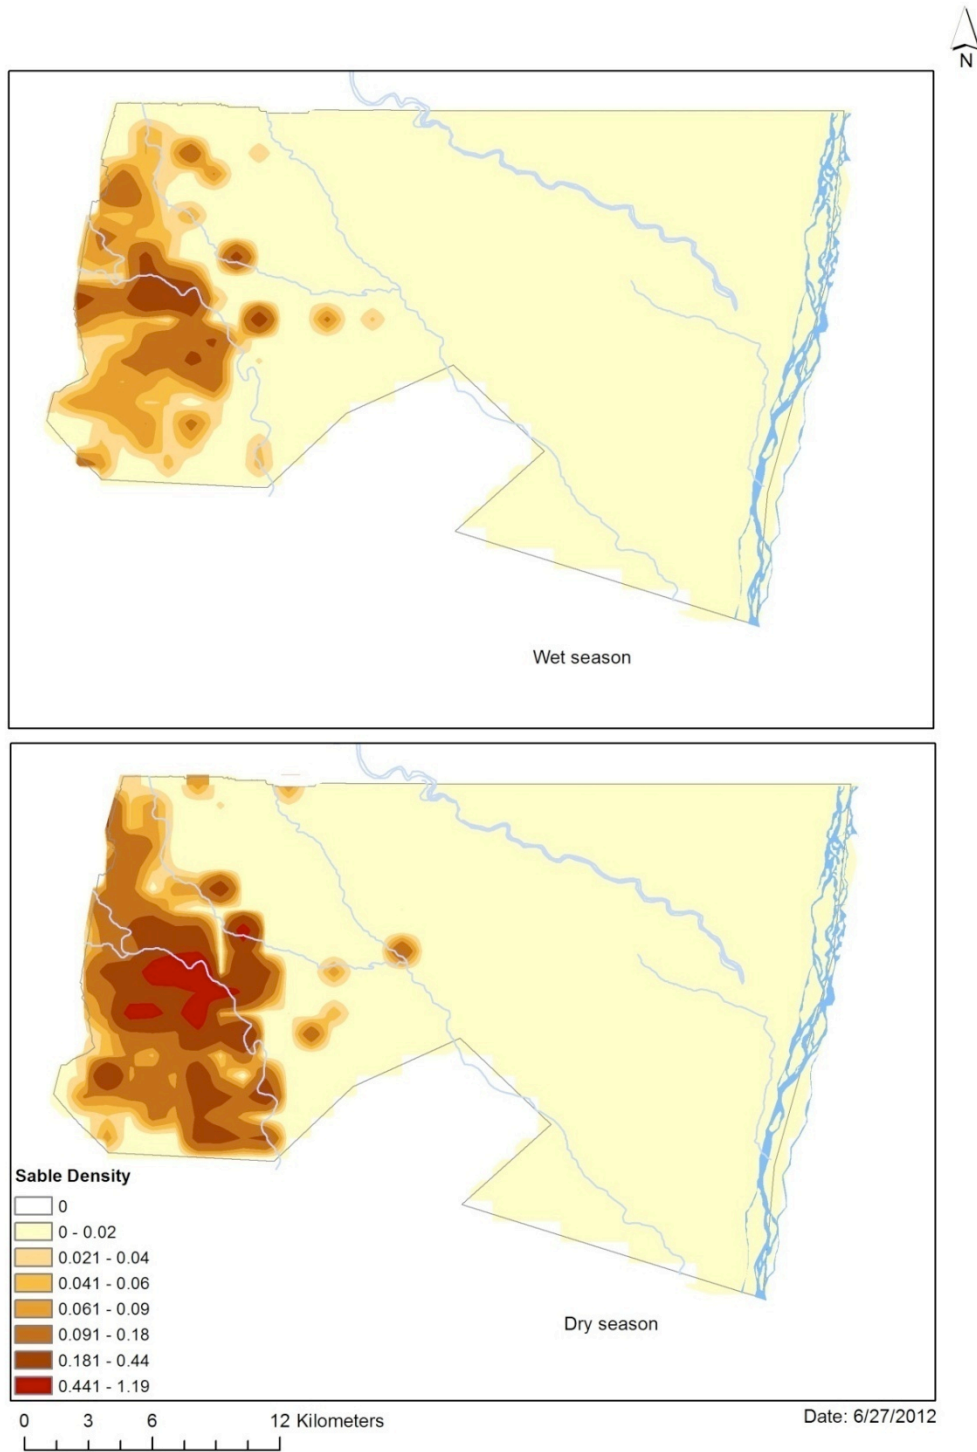 N
Wet season
Dry season
Sable Density
0
0 - 0.02
0.021 - 0.04
0.041 - 0.06
0.061 - 0.09
0.091 - 0.18
0.181 - 0.44
0.441 - 1.19
0 3 6 12 Kilometers
Date: 6/27/2012